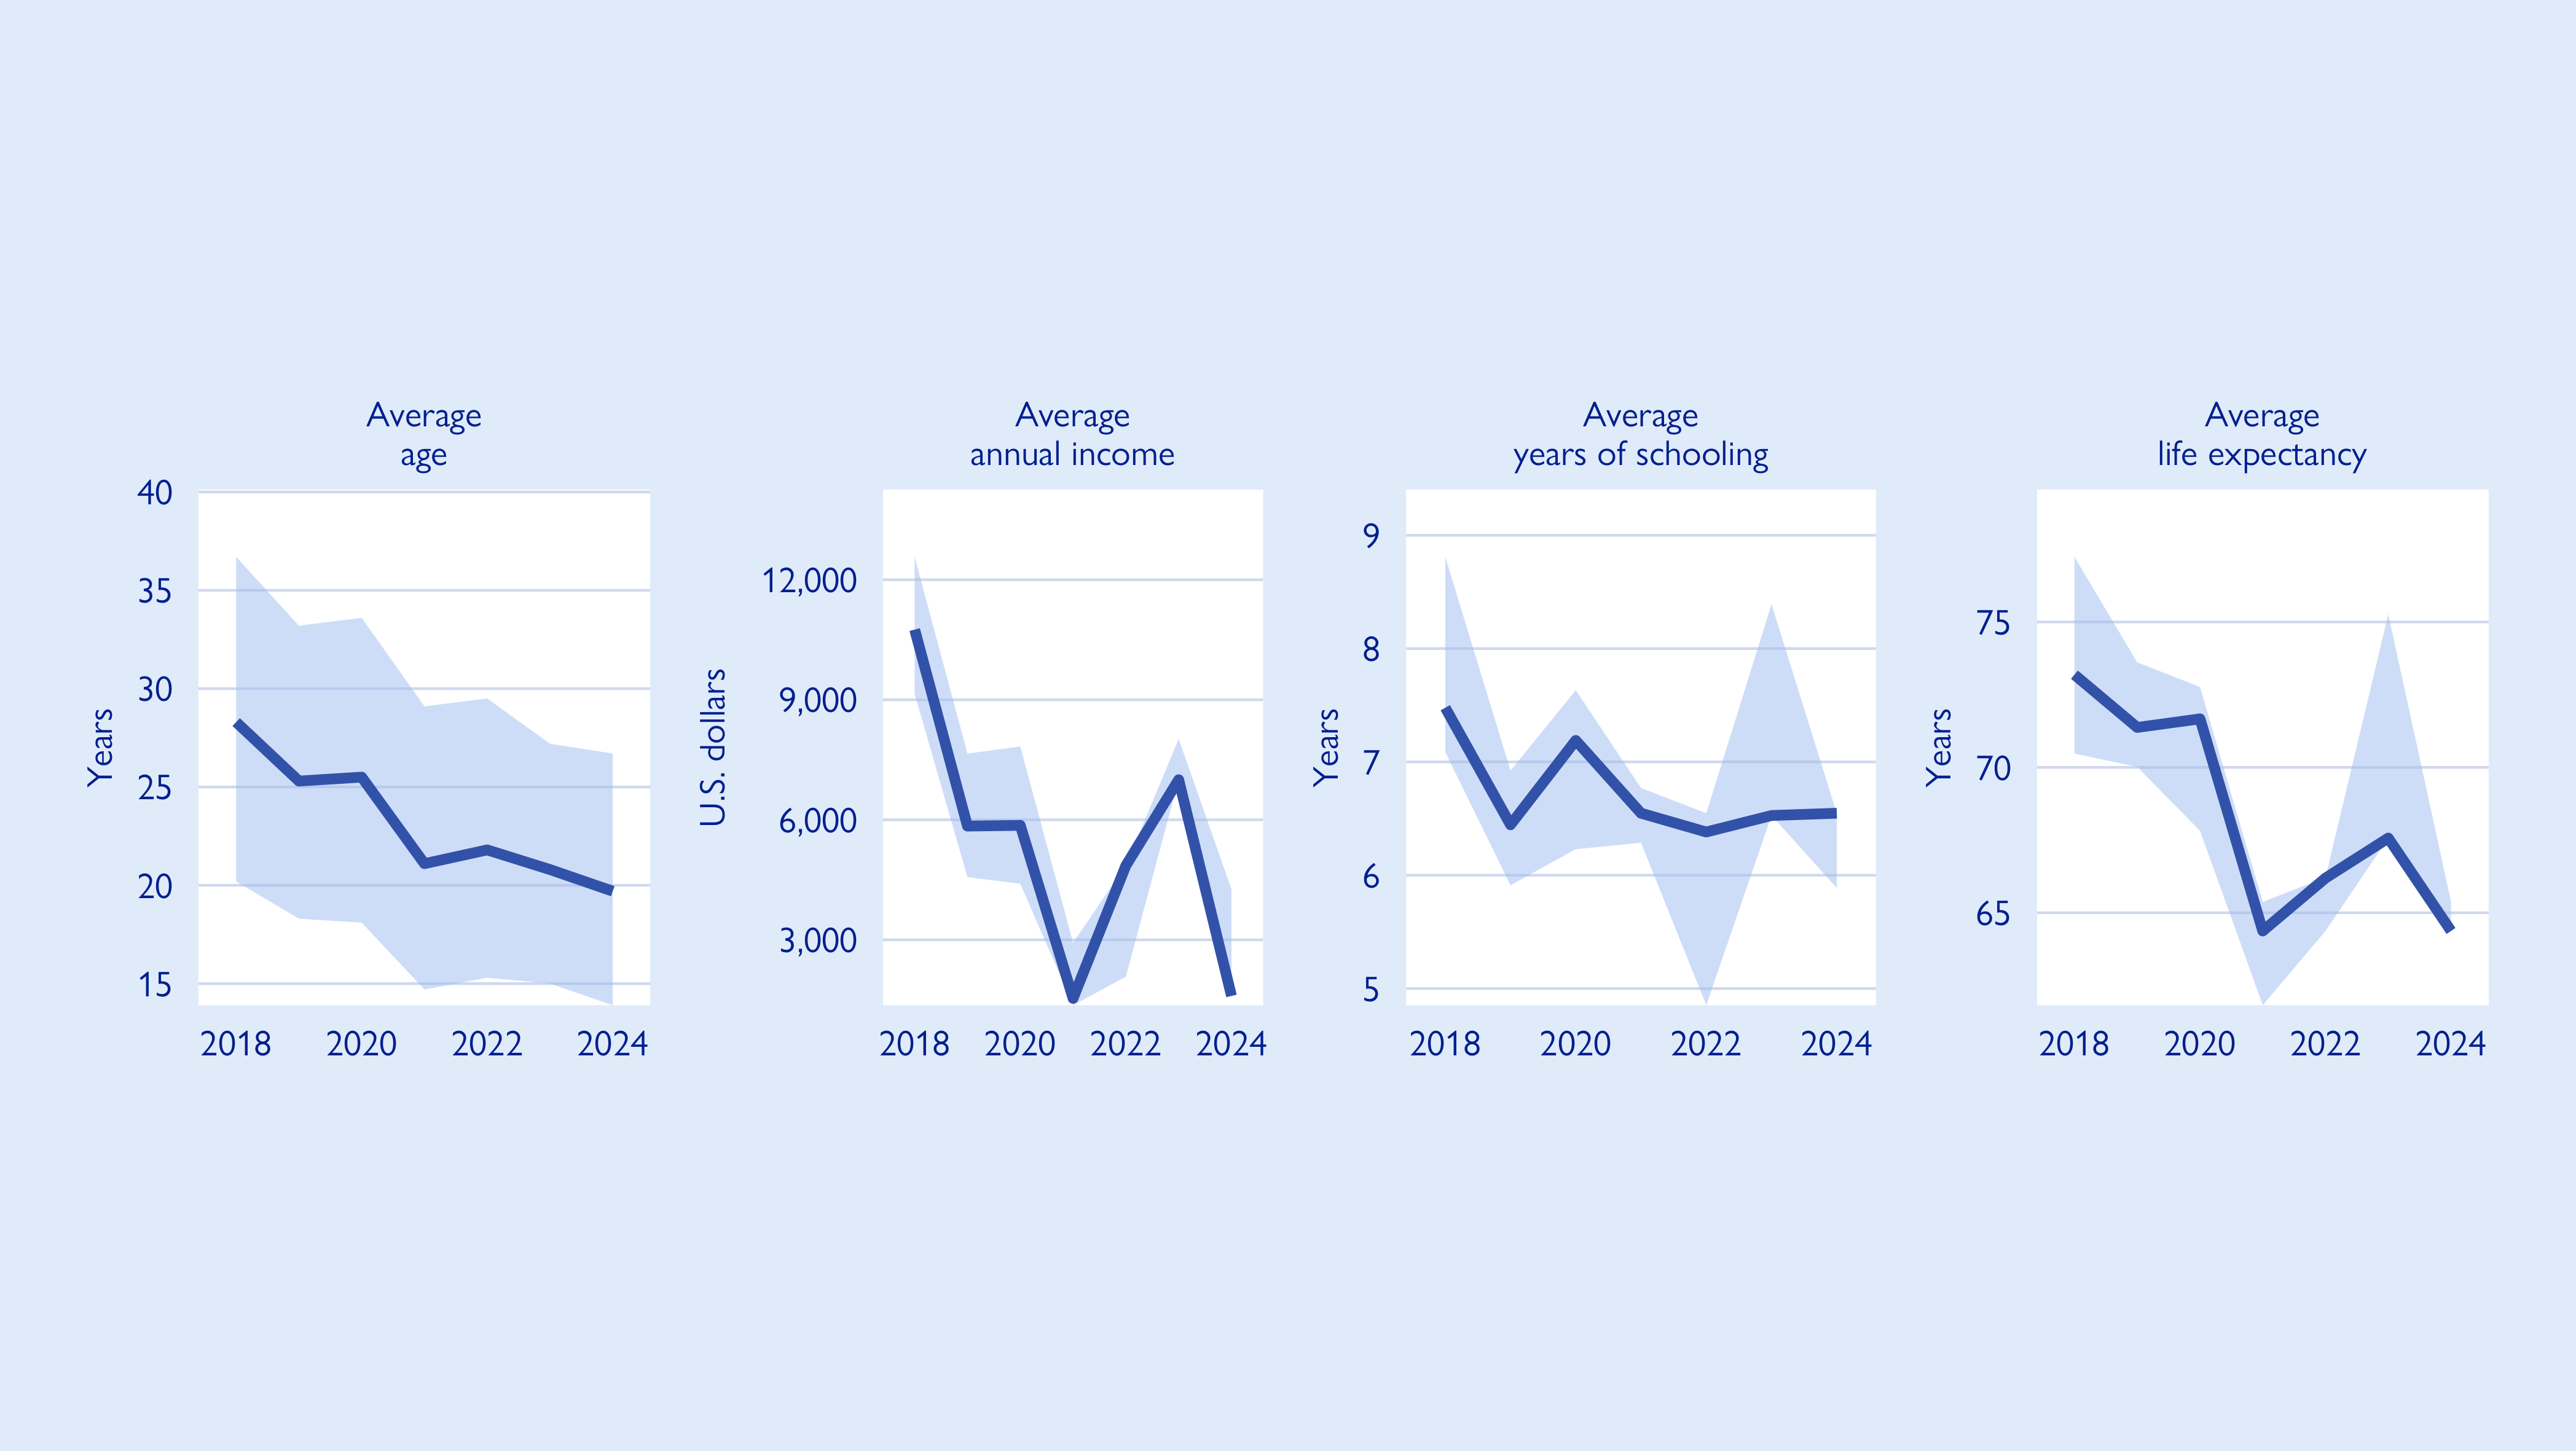 Average
age
Years
40
35
30
25
20
15
2018 2020 2022 2024
Average
annual income
U.S. dollars
12,000
9,000
6,000
3,000
2018 2020 2022 2024
Average
years of schooling
Years
9
8
7
6
5
2018 2020 2022 2024
Average
life expectancy
Years
75
70
65
2018 2020 2022 2024